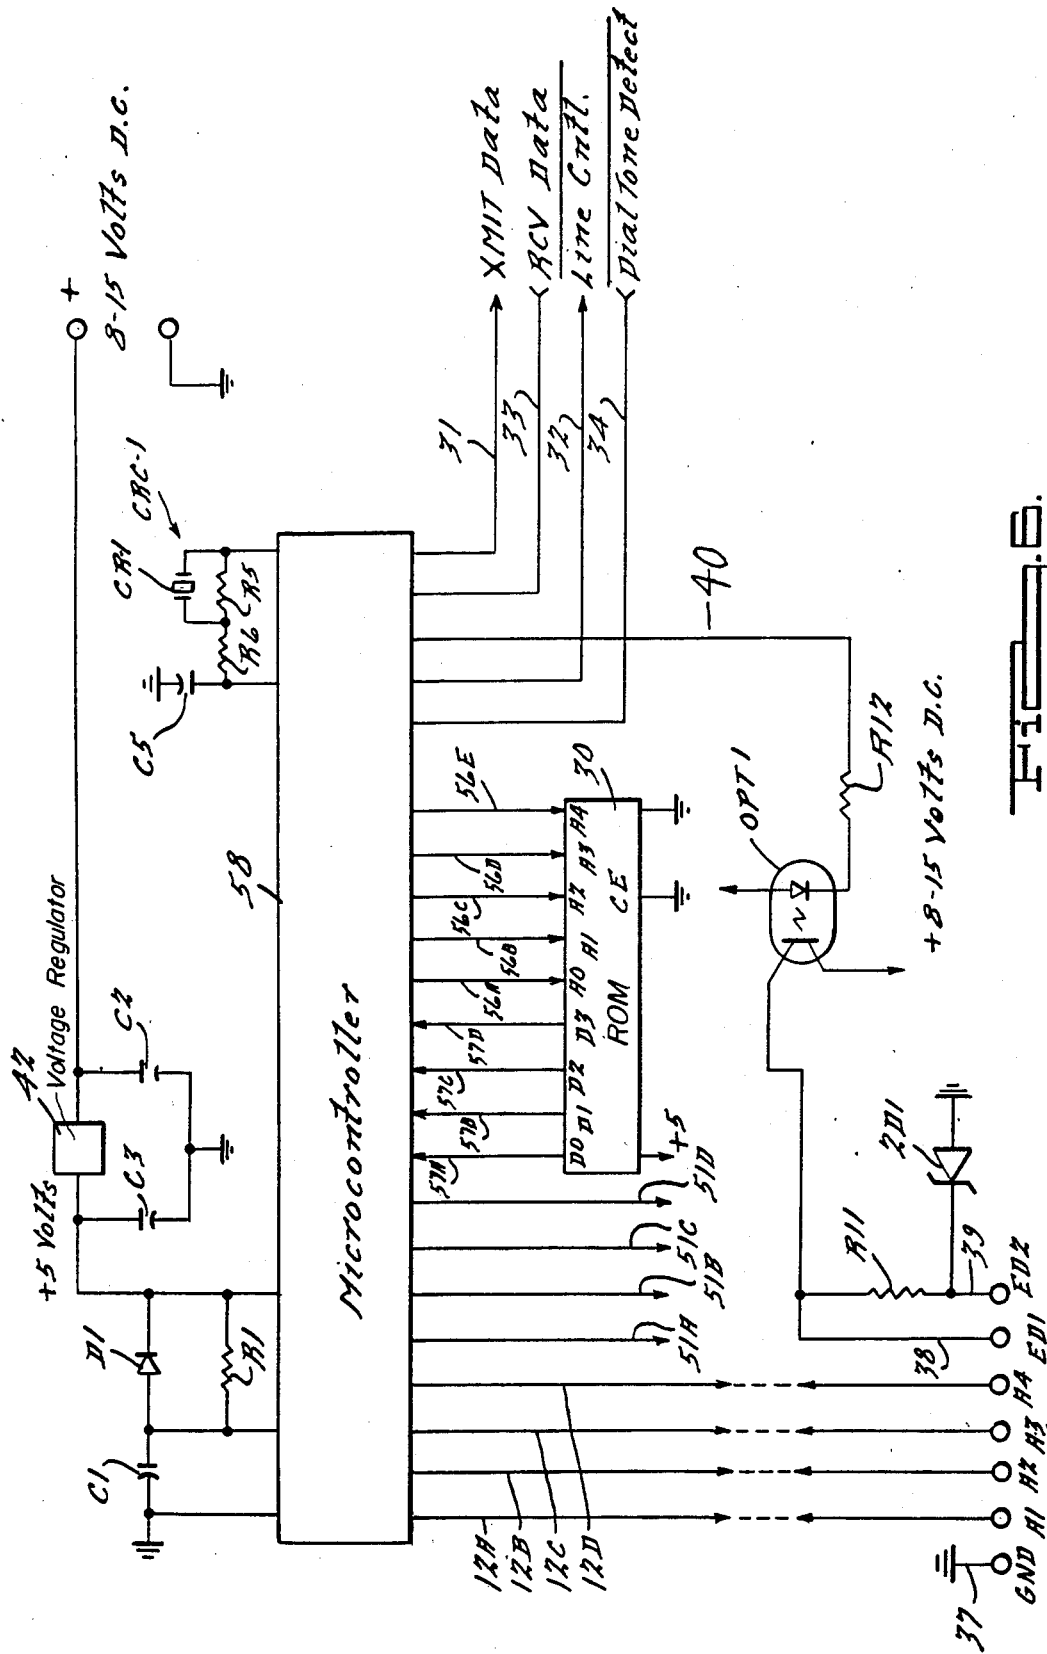 +5 Volts
42
Voltage Regulator
+
8-15 Volts D.C.
C3
C2
D1
R1
C1
C5
CR1
CRC-1
R6
R5
58
Microcontroller
12A
12B
12C
12D
51A
51B
51C
51D
57A
57B
57C
57D
56A
56B
56C
56D
56E
D0
D1
D2
D3
A0
A1
A2
A3
A4
ROM
CE
30
+5
31
33
32
34
XMIT Data
RCV Data
Line Cntl.
Dial Tone Detect
40
OPT1
R12
+8-15 Volts D.C.
R11
2D1
37
38
39
GND
A1
A2
A3
A4
ED1
ED2
Fig. 6.